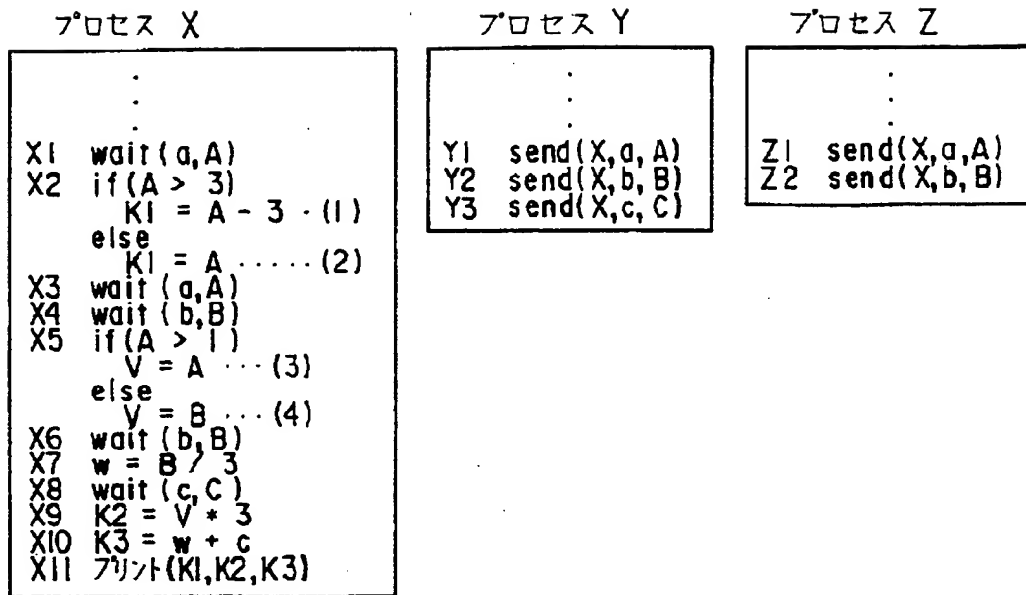 プロセス X
.
.
.
X1 wait(a,A)
X2 if(A > 3)
K1 = A - 3 ·(1)
else
K1 = A ·····(2)
X3 wait(a,A)
X4 wait(b,B)
X5 if(A > 1)
V = A ···(3)
else
V = B ···(4)
X6 wait(b,B)
X7 w = B / 3
X8 wait(c,C)
X9 K2 = V * 3
X10 K3 = w + c
X11 プリント(K1,K2,K3)
プロセス Y
.
.
.
Y1 send(X,a,A)
Y2 send(X,b,B)
Y3 send(X,c,C)
プロセス Z
.
.
.
Z1 send(X,a,A)
Z2 send(X,b,B)